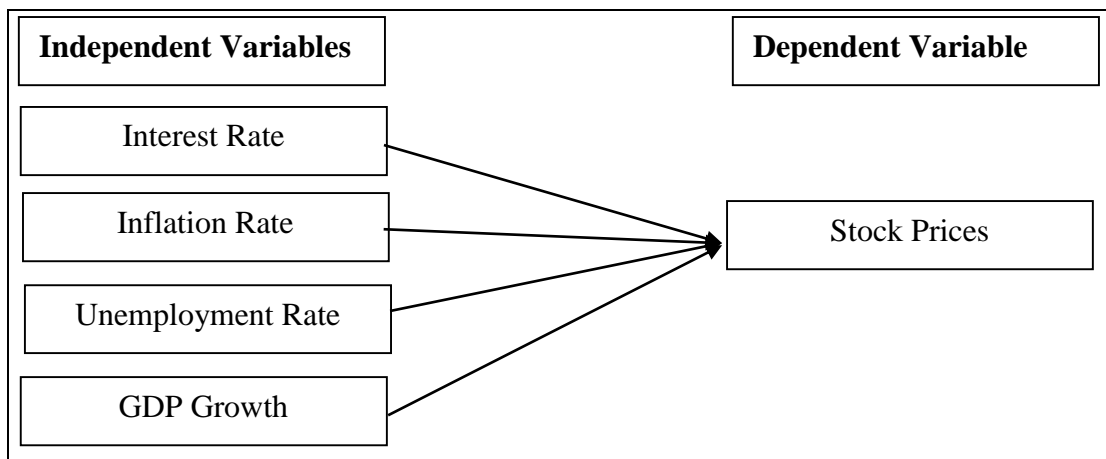 Independent Variables
Dependent Variable
Interest Rate
Inflation Rate
Stock Prices
Unemployment Rate
GDP Growth